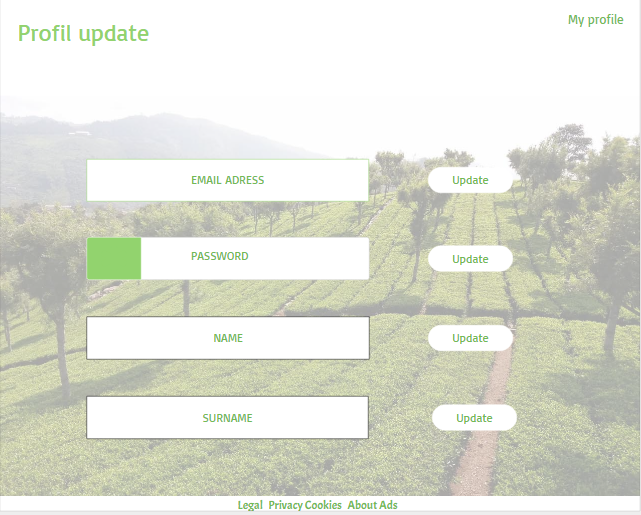 My profile
Profil update
EMAIL ADRESS
Update
PASSWORD
Update
NAME
Update
SURNAME
Update
Legal Privacy Cookies About Ads